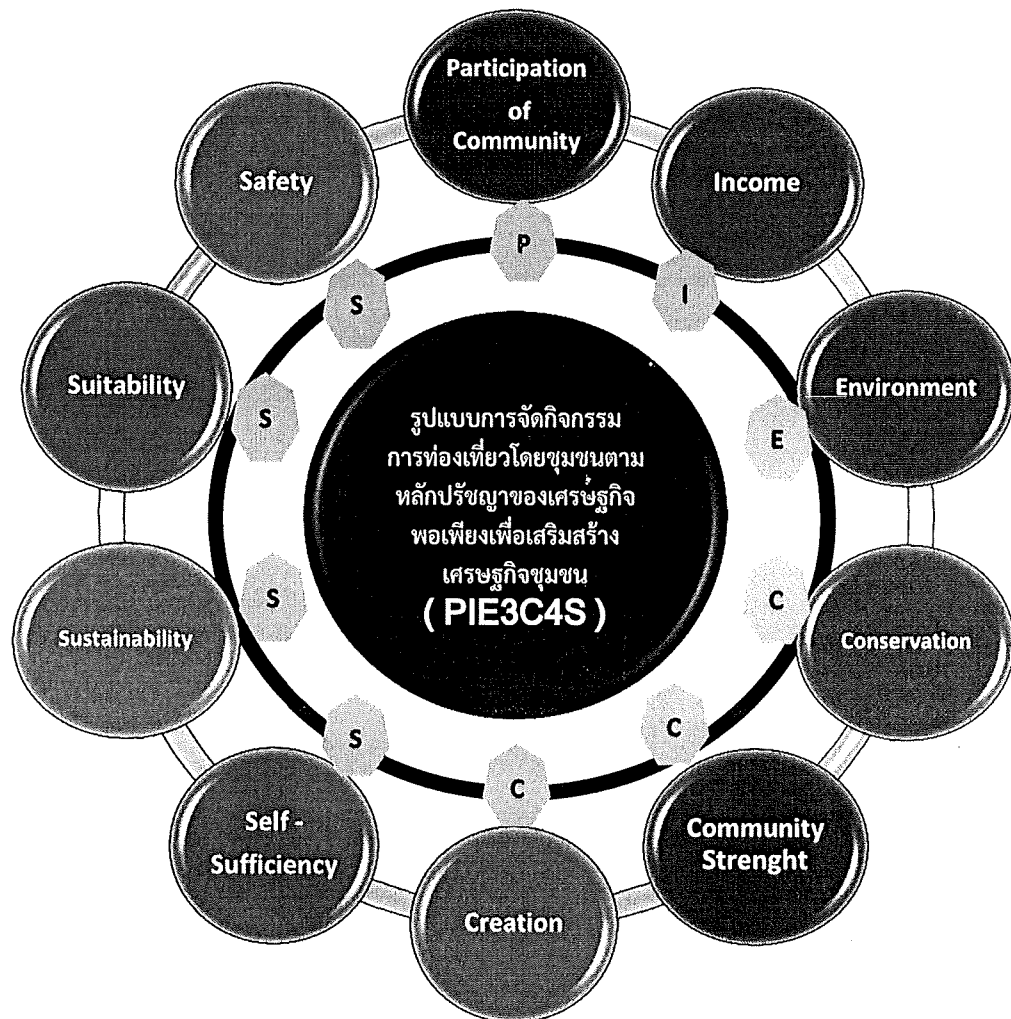 Participation
of
Community
Income
Environment
Conservation
Community
Strenght
Creation
Self -
Sufficiency
Sustainability
Suitability
Safety
P
I
E
C
C
C
S
S
S
S
รูปแบบการจัดกิจกรรม
การท่องเที่ยวโดยชุมชนตาม
หลักปรัชญาของเศรษฐกิจ
พอเพียงเพื่อเสริมสร้าง
เศรษฐกิจชุมชน
( PIE3C4S )